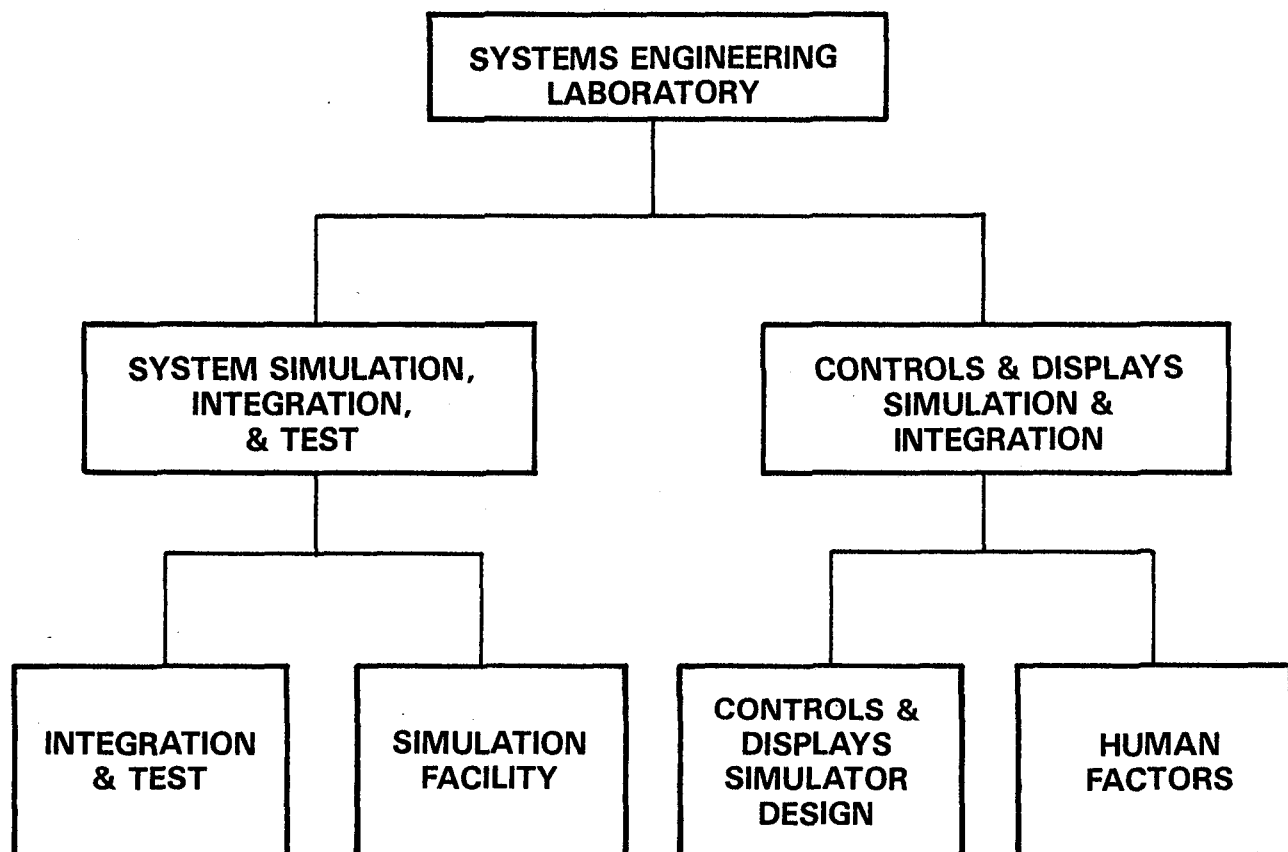 SYSTEMS ENGINEERING
LABORATORY
SYSTEM SIMULATION,
INTEGRATION,
& TEST
CONTROLS & DISPLAYS
SIMULATION &
INTEGRATION
INTEGRATION
& TEST
SIMULATION
FACILITY
CONTROLS &
DISPLAYS
SIMULATOR
DESIGN
HUMAN
FACTORS